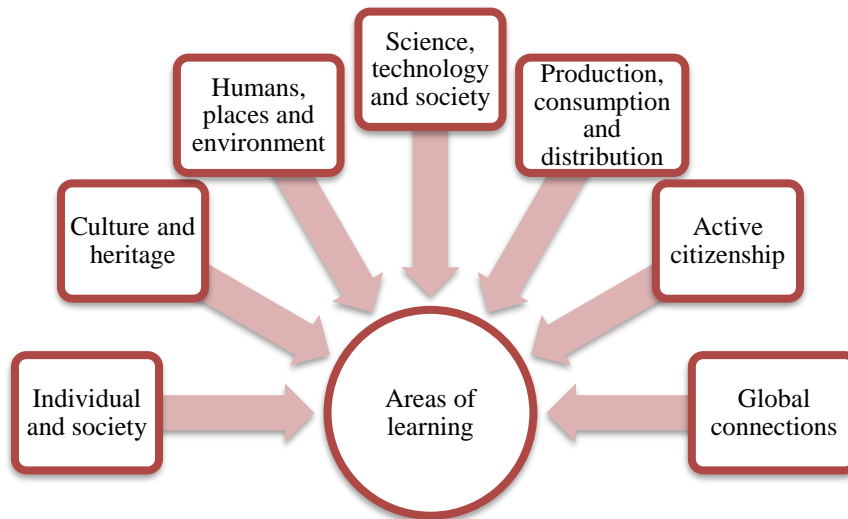 Individual
and society
Culture and
heritage
Humans,
places and
environment
Science,
technology
and society
Production,
consumption
and
distribution
Active
citizenship
Global
connections
Areas of
learning